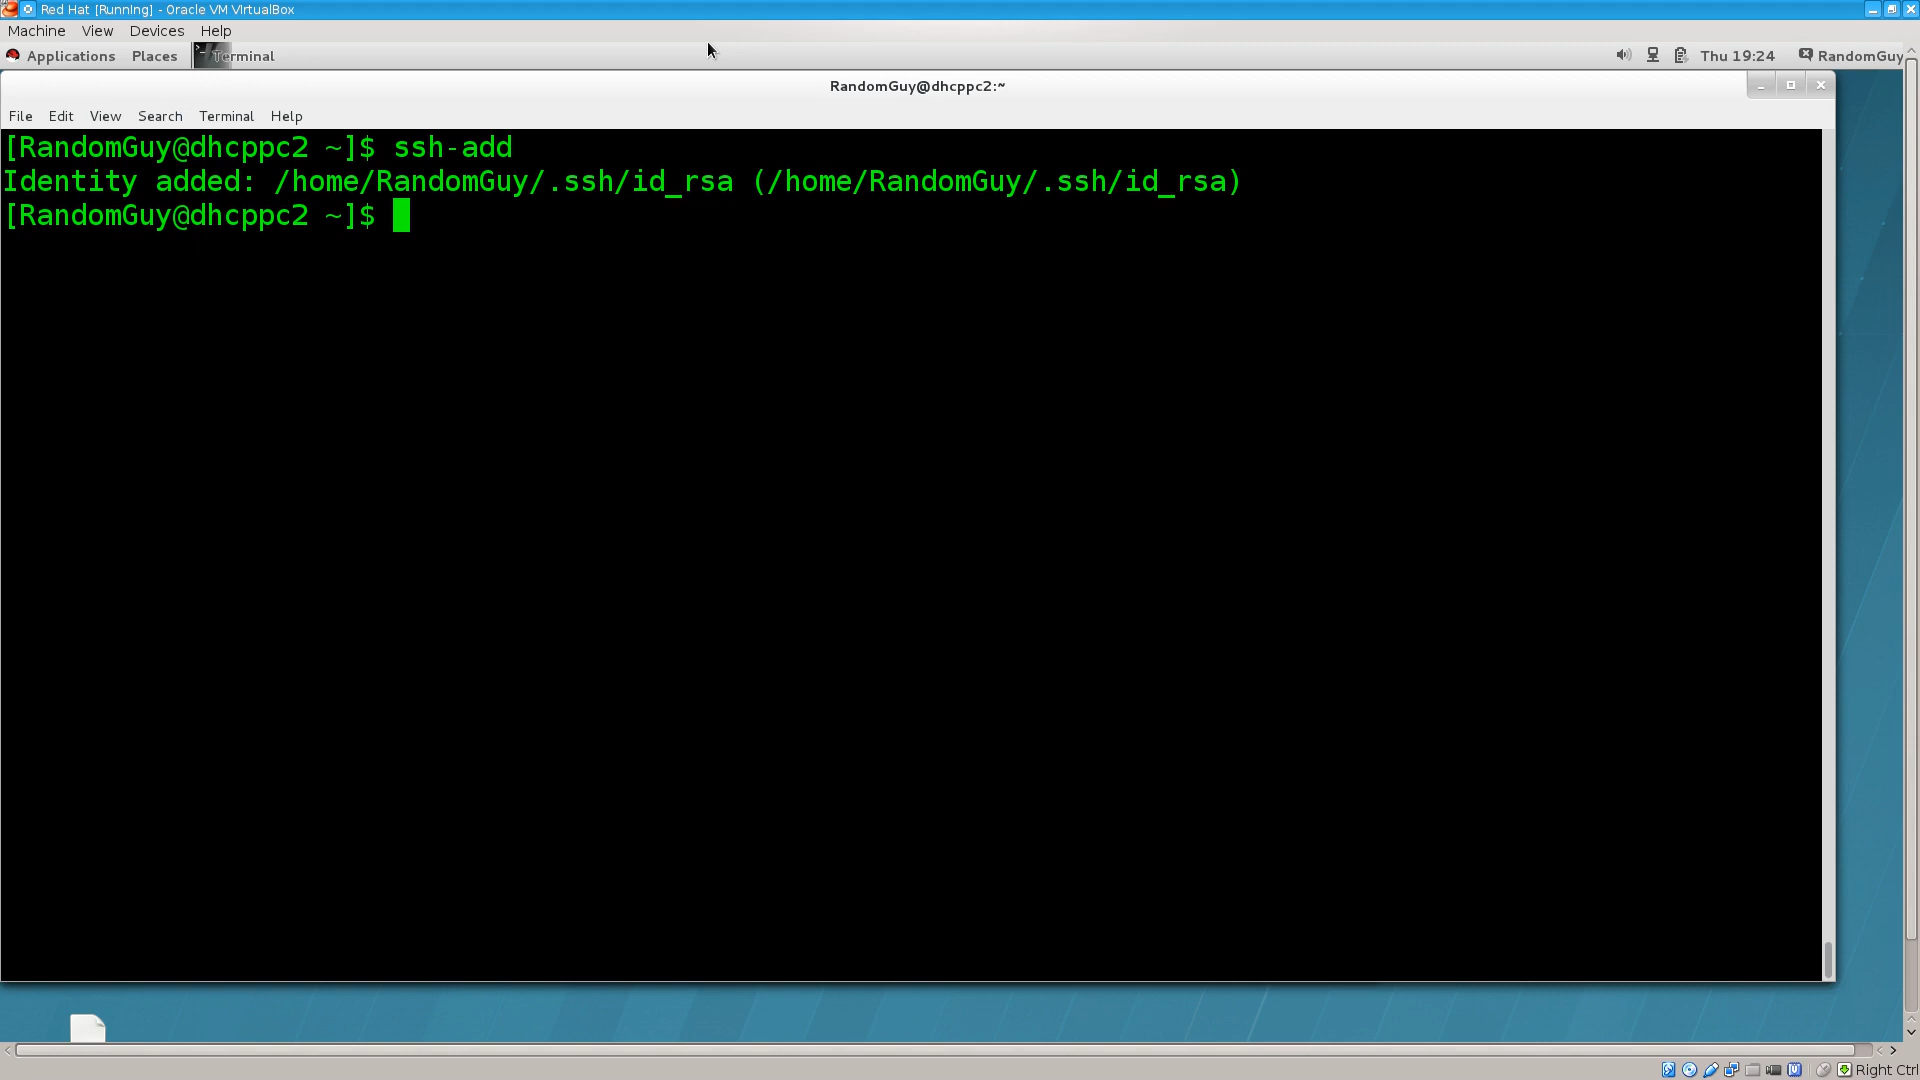 Red Hat [Running] - Oracle VM VirtualBox
Machine View Devices Help
Applications Places Terminal Thu 19:24 RandomGuy
RandomGuy@dhcppc2:~
File Edit View Search Terminal Help
[RandomGuy@dhcppc2 ~]$ ssh-add
Identity added: /home/RandomGuy/.ssh/id_rsa (/home/RandomGuy/.ssh/id_rsa)
[RandomGuy@dhcppc2 ~]$
Right Ctrl